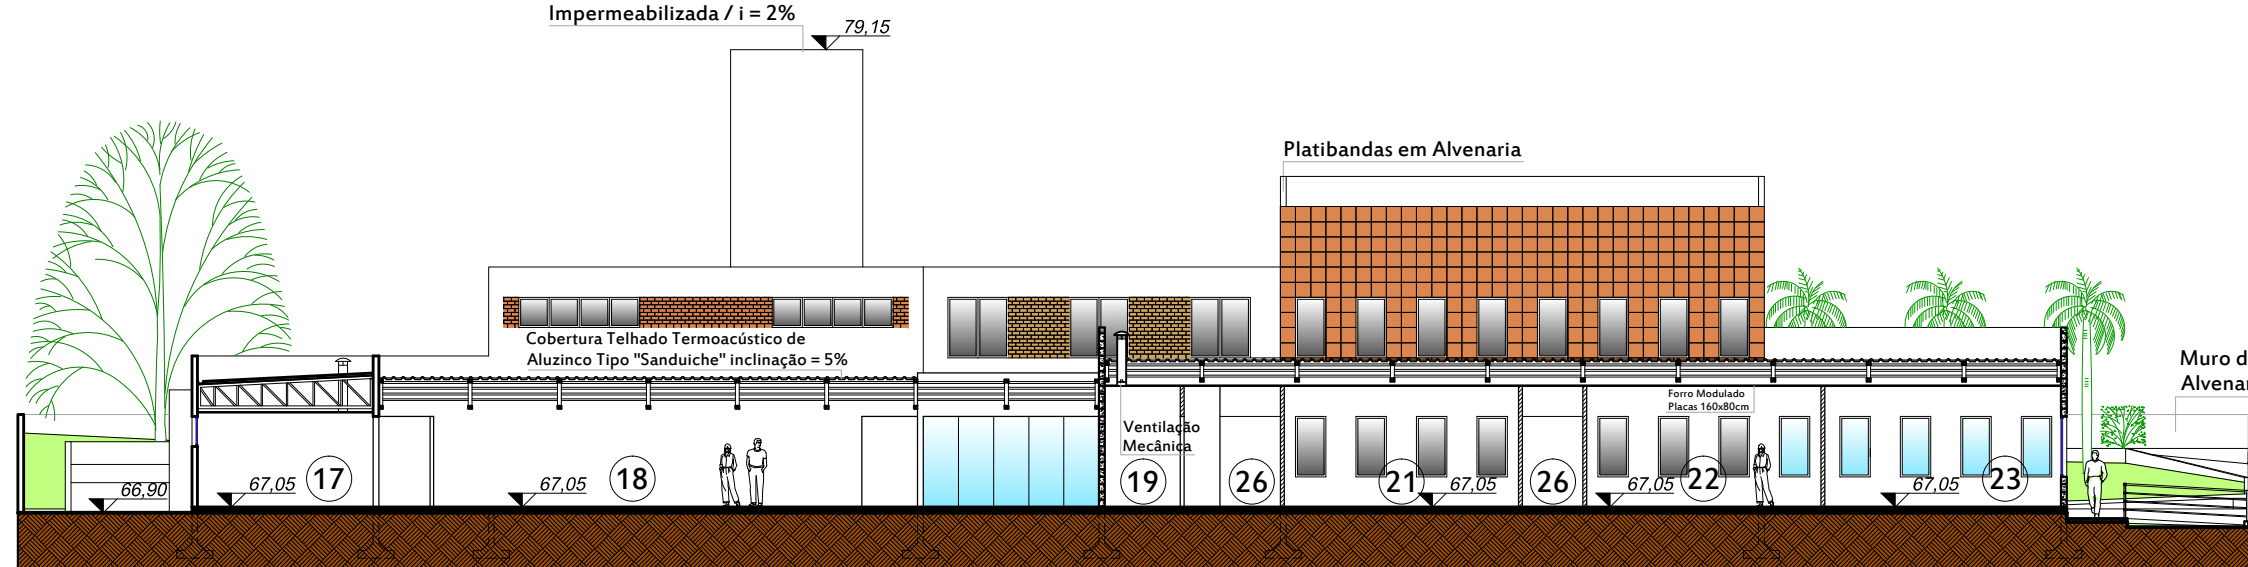 Impermeabilizada / i = 2%
79,15
Platibandas em Alvenaria
Cobertura Telhado Termoacústico de
Aluzinco Tipo "Sanduiche" inclinação = 5%
Muro d
Alvenar
Forro Modulado
Placas 160x80cm
Ventilação
Mecânica
66,90
67,05
17
67,05
18
19
26
21
67,05
26
67,05
22
67,05
23